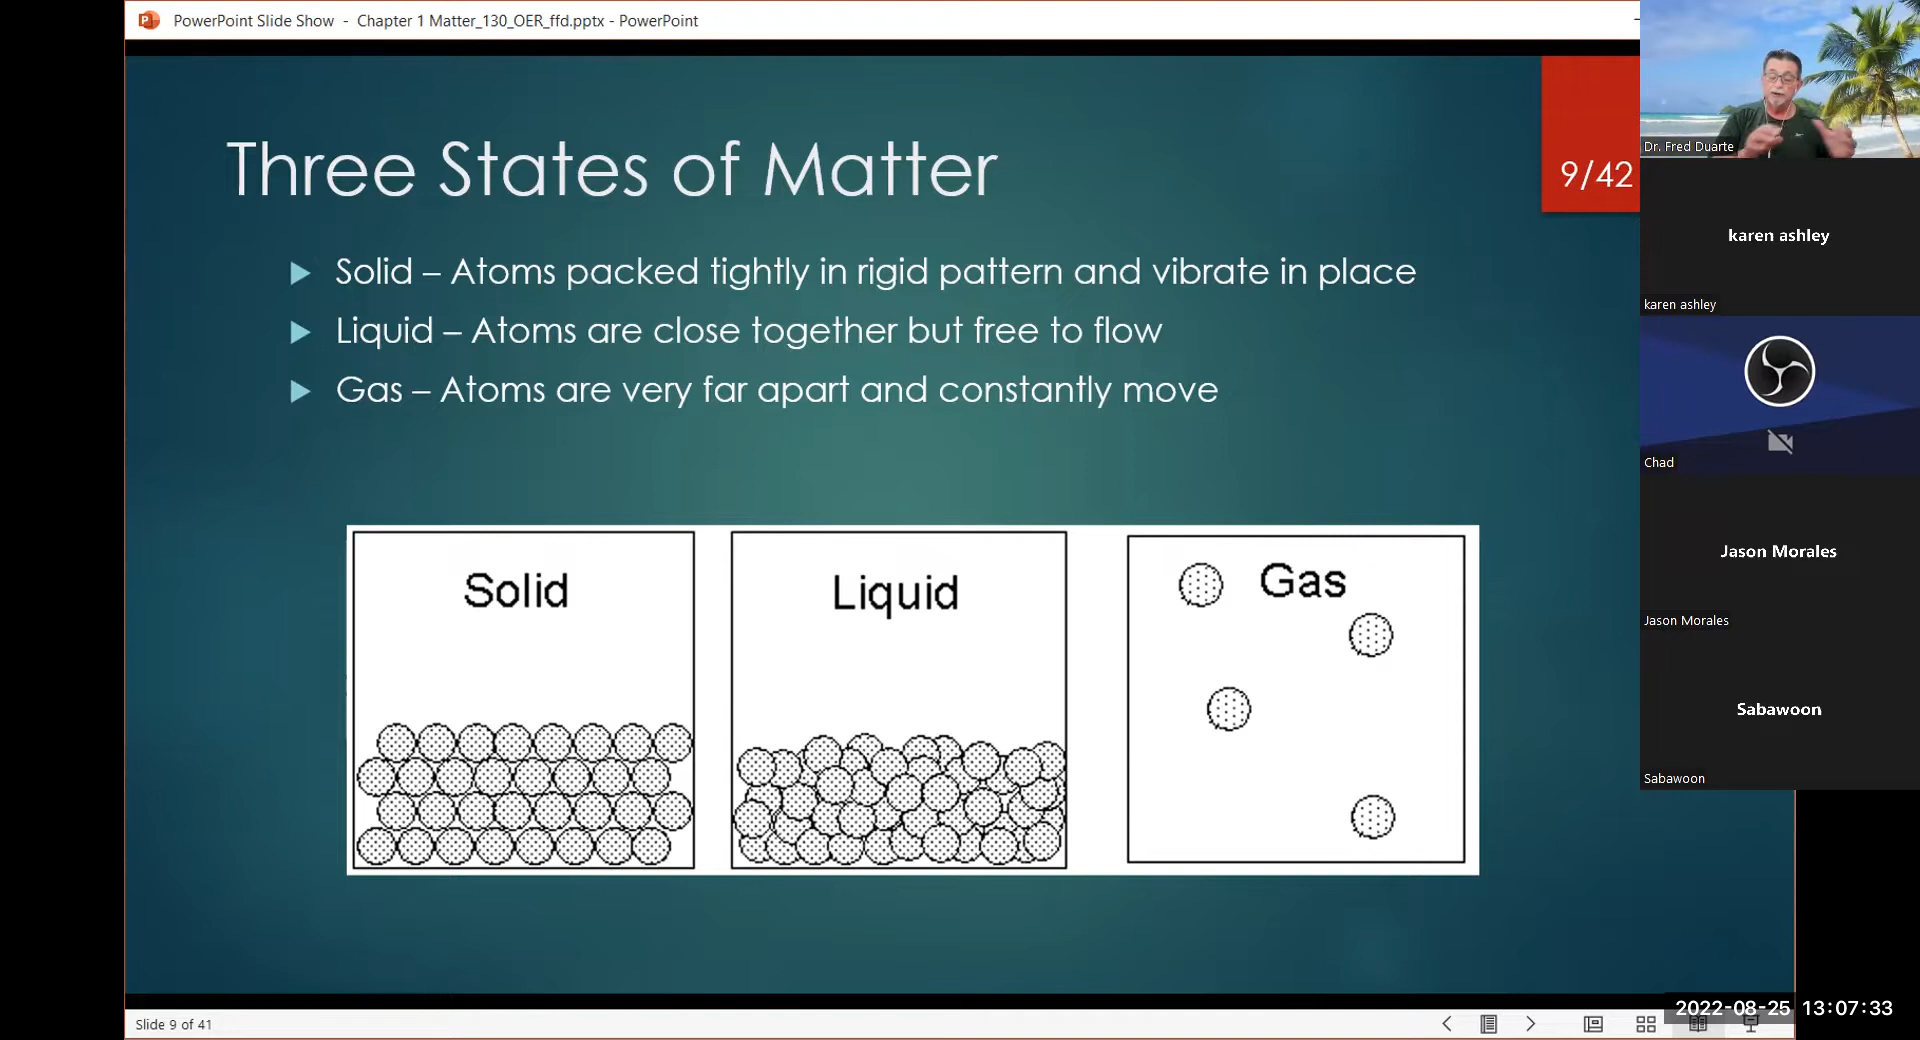 PowerPoint Slide Show - Chapter 1 Matter_130_OER_ffd.pptx - PowerPoint
Three States of Matter
9/42
Solid – Atoms packed tightly in rigid pattern and vibrate in place
Liquid – Atoms are close together but free to flow
Gas – Atoms are very far apart and constantly move
Solid
Liquid
Gas
Dr. Fred Duarte
karen ashley
karen ashley
Chad
Jason Morales
Jason Morales
Sabawoon
Sabawoon
Slide 9 of 41
2022-08-25 13:07:33